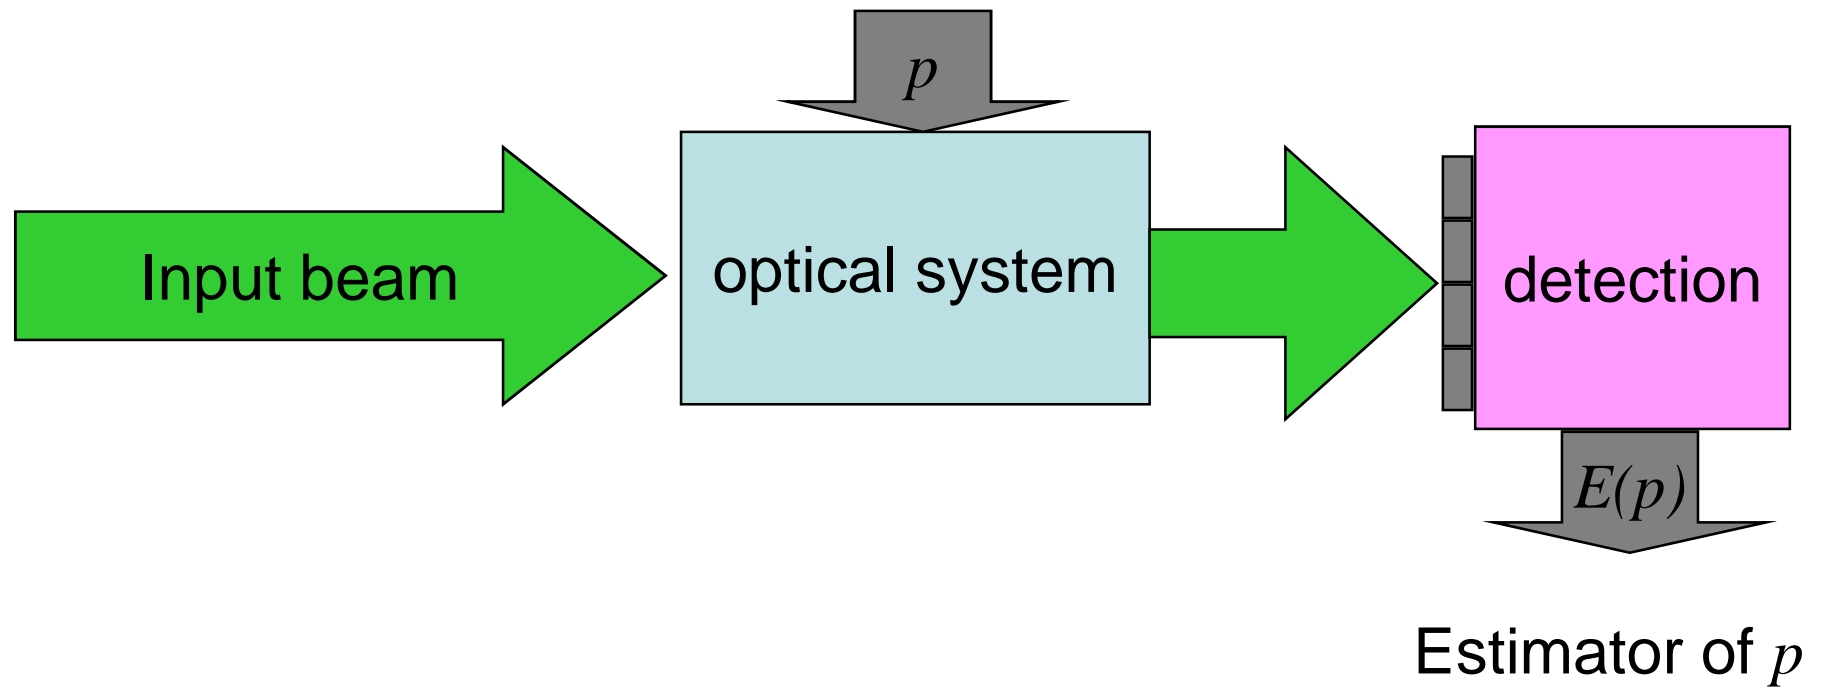 p
Input beam
optical system
detection
E(p)
Estimator of p